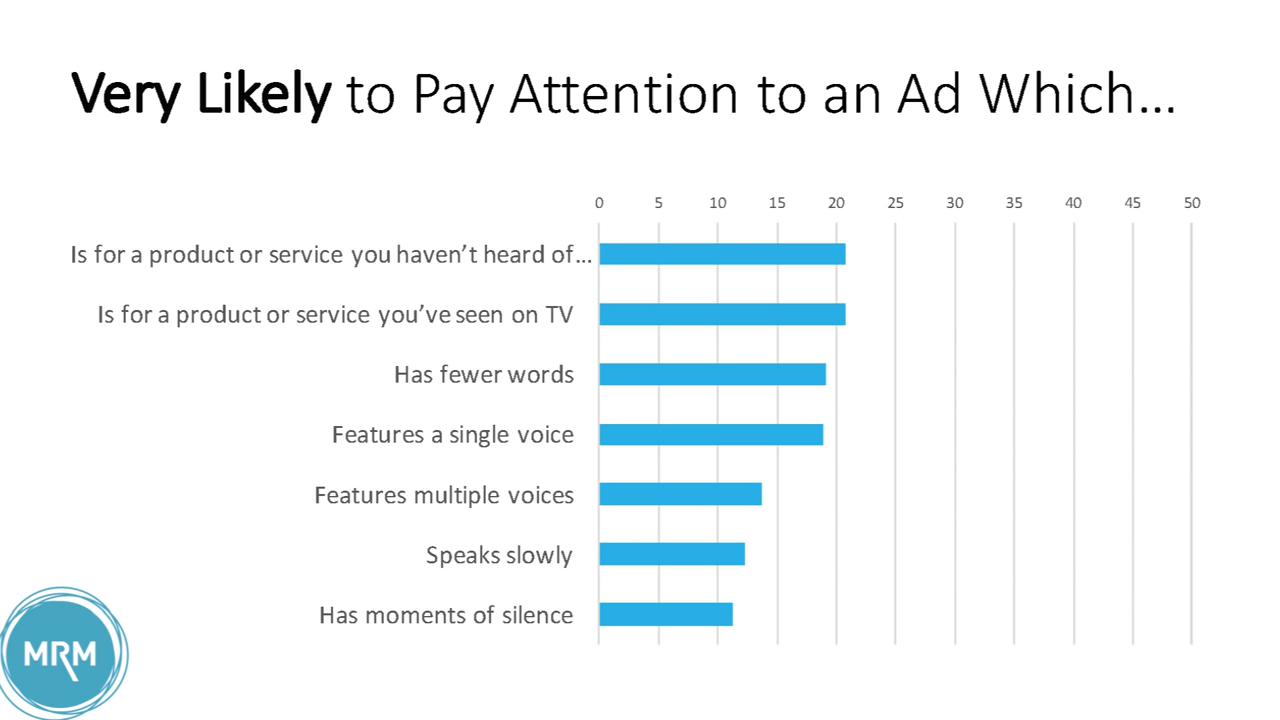 Very Likely to Pay Attention to an Ad Which…
0 5 10 15 20 25 30 35 40 45 50
Is for a product or service you haven’t heard of…
Is for a product or service you’ve seen on TV
Has fewer words
Features a single voice
Features multiple voices
Speaks slowly
Has moments of silence
MRM